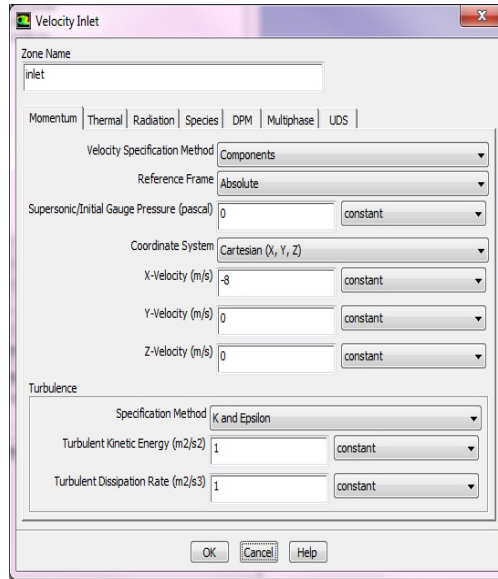 Velocity Inlet
Zone Name
inlet
Momentum Thermal Radiation Species DPM Multiphase UDS
Velocity Specification Method Components
Reference Frame Absolute
Supersonic/Initial Gauge Pressure (pascal) 0 constant
Coordinate System Cartesian (X, Y, Z)
X-Velocity (m/s) -8 constant
Y-Velocity (m/s) 0 constant
Z-Velocity (m/s) 0 constant
Turbulence
Specification Method K and Epsilon
Turbulent Kinetic Energy (m2/s2) 1 constant
Turbulent Dissipation Rate (m2/s3) 1 constant
OK Cancel Help